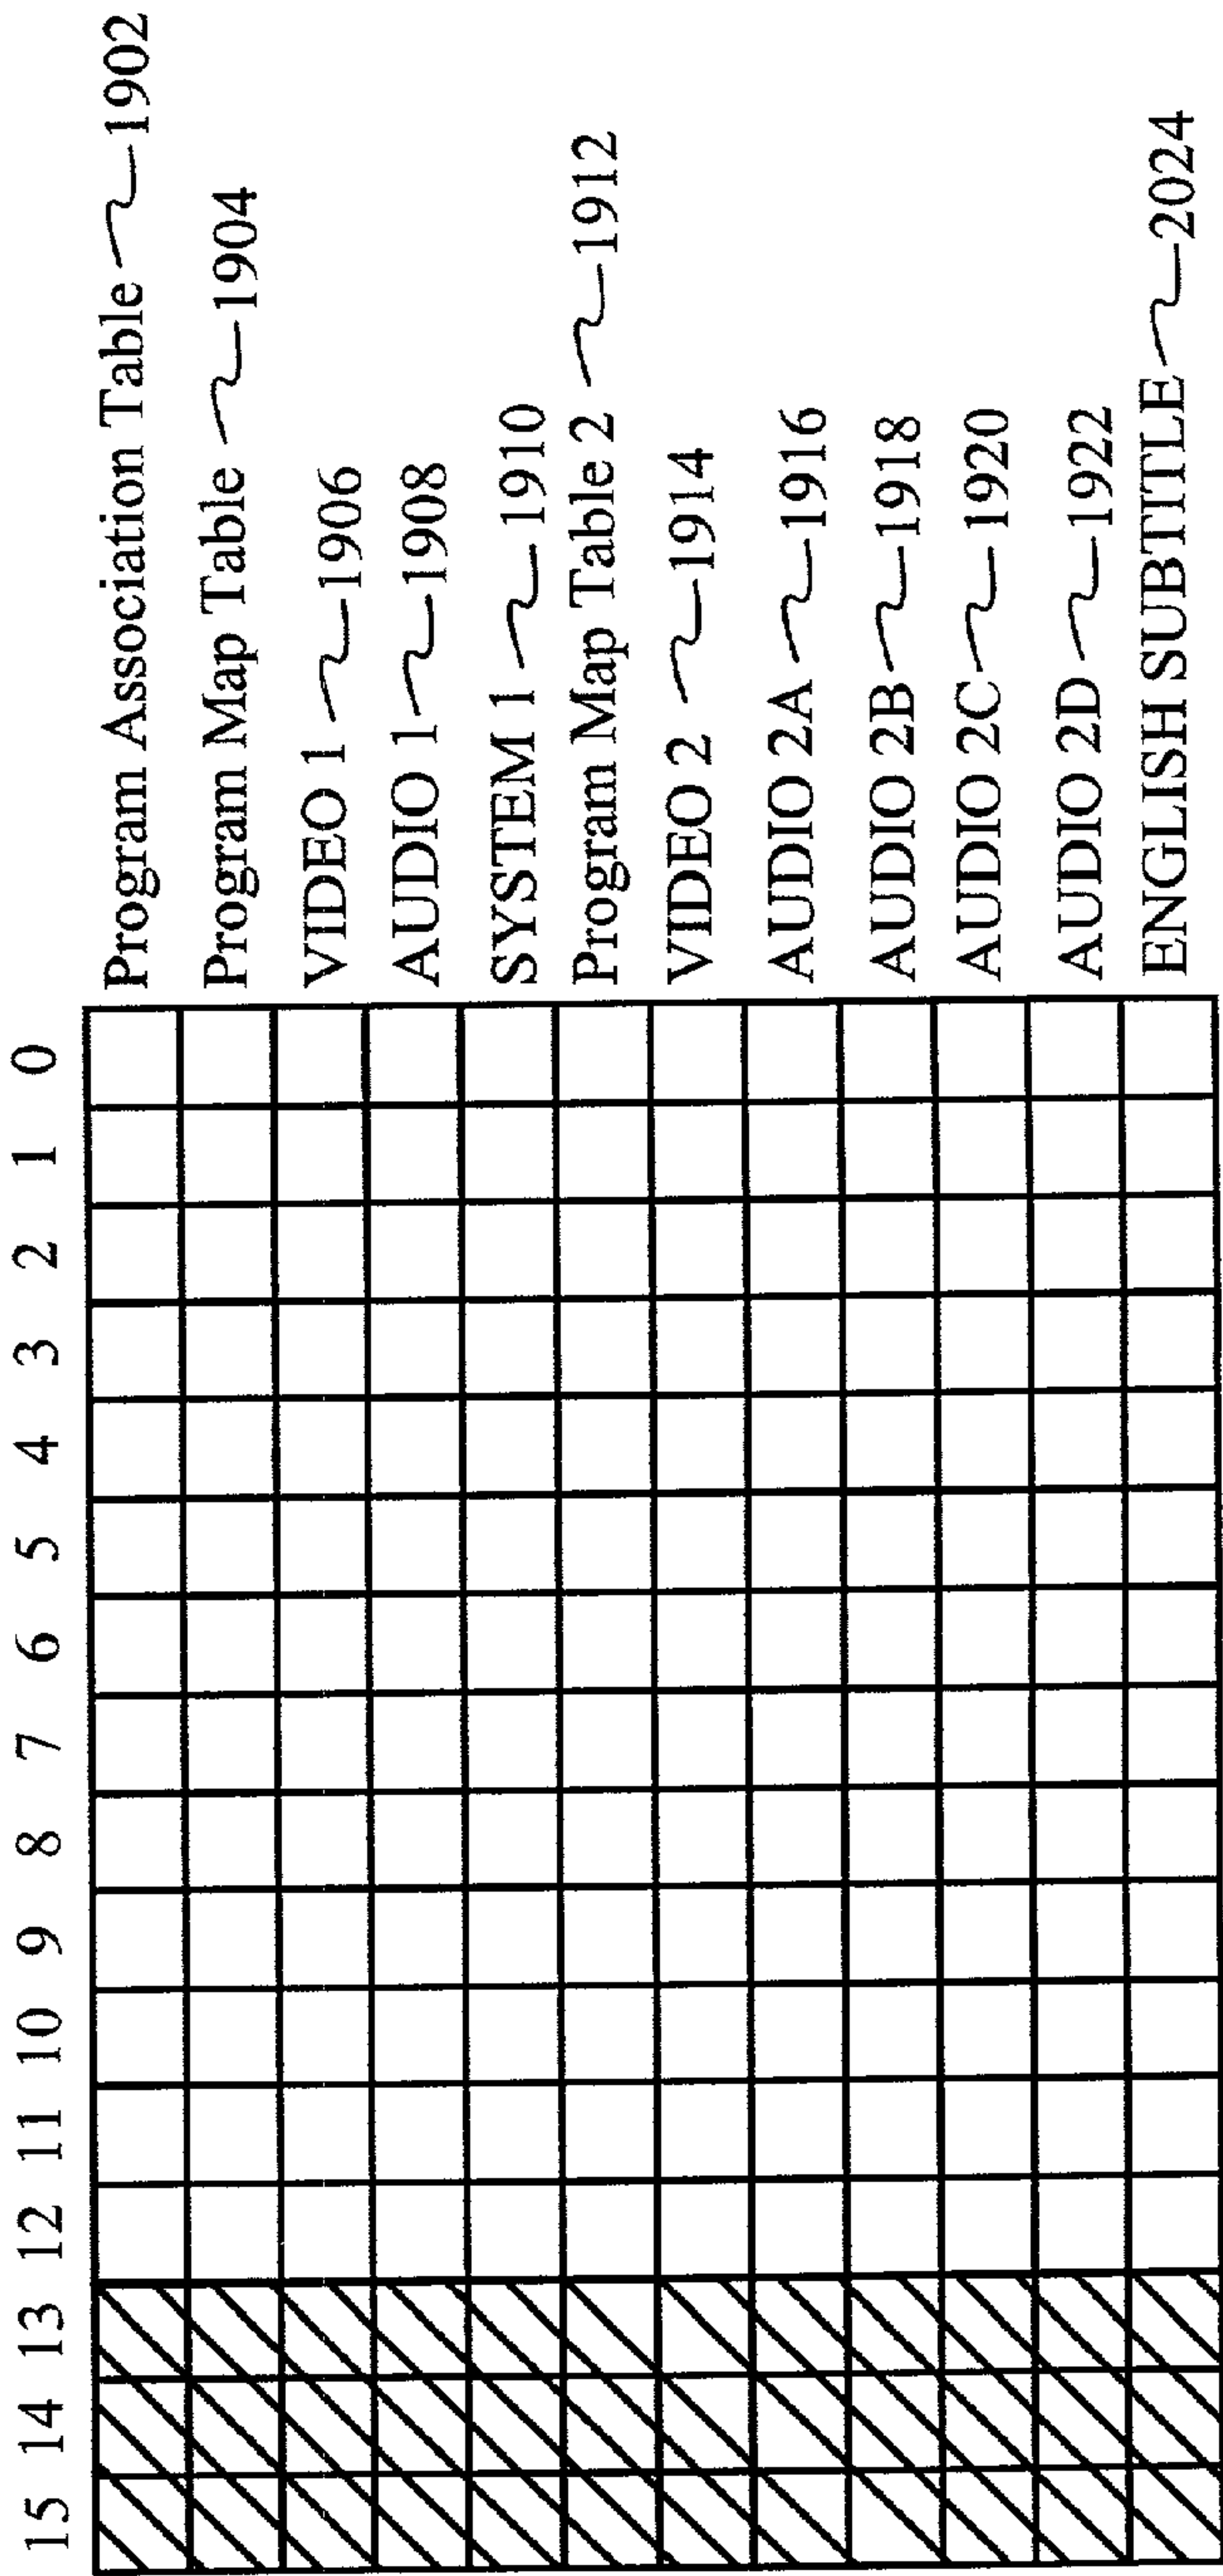 15 14 13 12 11 10 9 8 7 6 5 4 3 2 1 0
Program Association Table 1902
Program Map Table 1904
VIDEO 1 1906
AUDIO 1 1908
SYSTEM 1 1910
Program Map Table 2 1912
VIDEO 2 1914
AUDIO 2A 1916
AUDIO 2B 1918
AUDIO 2C 1920
AUDIO 2D 1922
ENGLISH SUBTITLE 2024